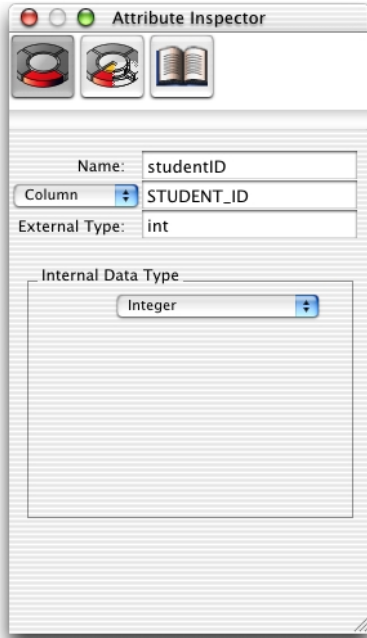 Attribute Inspector
Name: studentID
Column STUDENT_ID
External Type: int
Internal Data Type
Integer